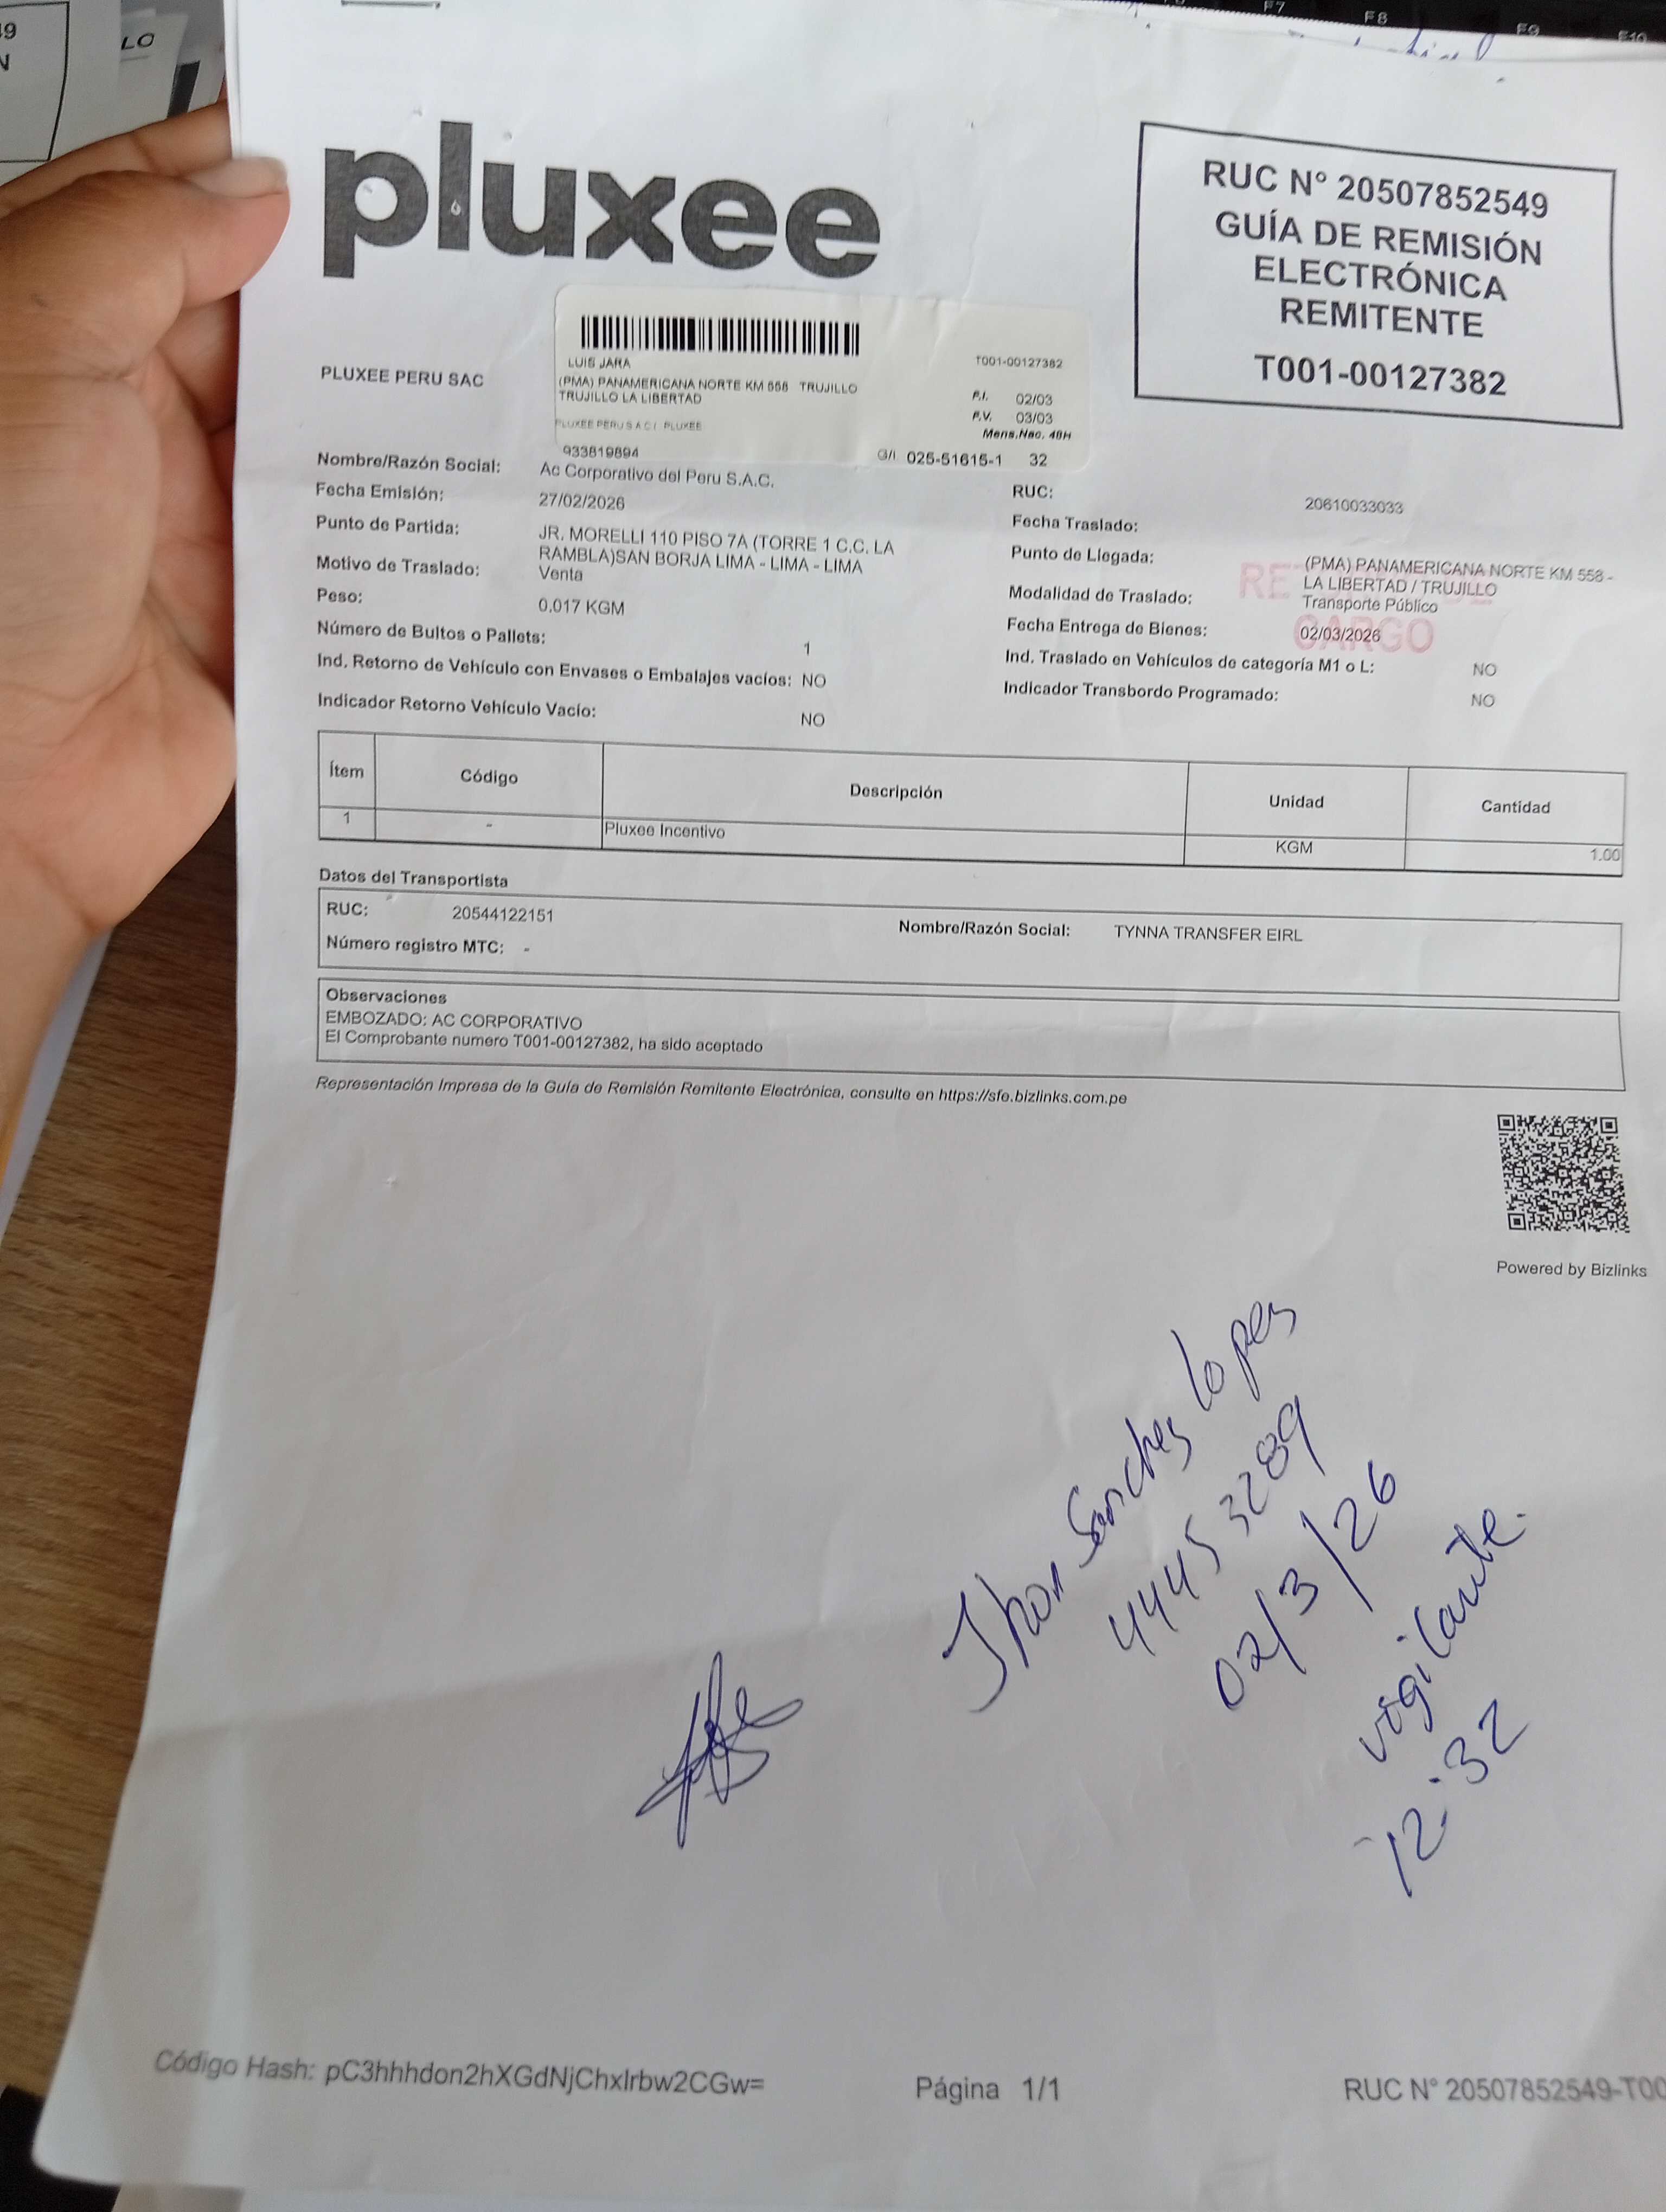 19
N
LO
F7
F8
F9
F10
pluxee
RUC N° 20507852549
GUÍA DE REMISIÓN
ELECTRÓNICA
REMITENTE
T001-00127382
PLUXEE PERU SAC
LUIS JARA
T001-00127382
(PMA) PANAMERICANA NORTE KM 558 TRUJILLO
TRUJILLO LA LIBERTAD
P.I. 02/03
P.V. 03/03
PLUXEE PERU S A C / PLUXEE
Mens.Nac. 48H
933819894
G/I 025-51615-1 32
Nombre/Razón Social: Ac Corporativo del Peru S.A.C.
RUC: 20610033033
Fecha Emisión: 27/02/2026
Fecha Traslado:
Punto de Partida: JR. MORELLI 110 PISO 7A (TORRE 1 C.C. LA
RAMBLA)SAN BORJA LIMA - LIMA - LIMA
Punto de Llegada: (PMA) PANAMERICANA NORTE KM 558 -
LA LIBERTAD / TRUJILLO
Motivo de Traslado: Venta
Modalidad de Traslado: Transporte Público
Peso: 0.017 KGM
Fecha Entrega de Bienes: 02/03/2026
CARGO
Número de Bultos o Pallets: 1
Ind. Traslado en Vehículos de categoría M1 o L: NO
Ind. Retorno de Vehículo con Envases o Embalajes vacíos: NO
Indicador Transbordo Programado: NO
Indicador Retorno Vehículo Vacío: NO
Ítem Código Descripción Unidad Cantidad
1 - Pluxee Incentivo KGM 1.00
Datos del Transportista
RUC: 20544122151
Nombre/Razón Social: TYNNA TRANSFER EIRL
Número registro MTC: -
Observaciones
EMBOZADO: AC CORPORATIVO
El Comprobante numero T001-00127382, ha sido aceptado
Representación Impresa de la Guía de Remisión Remitente Electrónica, consulte en https://sfe.bizlinks.com.pe
Powered by Bizlinks
Jhon Sanchez lopez
44453289
02/3/26
vigilante.
12:32
Código Hash: pC3hhhdon2hXGdNjChxIrbw2CGw=
Página 1/1
RUC N° 20507852549-T00